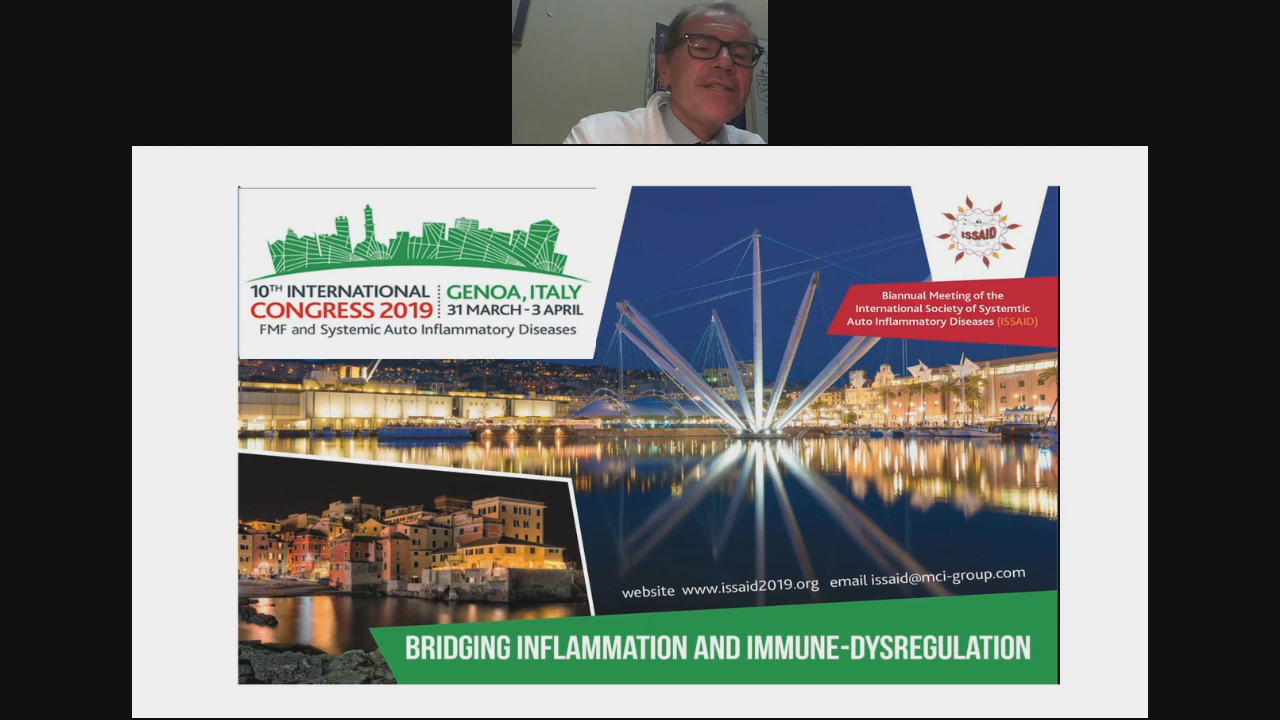 10TH INTERNATIONAL
CONGRESS 2019
GENOA, ITALY
31 MARCH - 3 APRIL
FMF and Systemic Auto Inflammatory Diseases
ISSAID
Biannual Meeting of the
International Society of Systemtic
Auto Inflammatory Diseases (ISSAID)
website www.issaid2019.org email issaid@mci-group.com
BRIDGING INFLAMMATION AND IMMUNE-DYSREGULATION